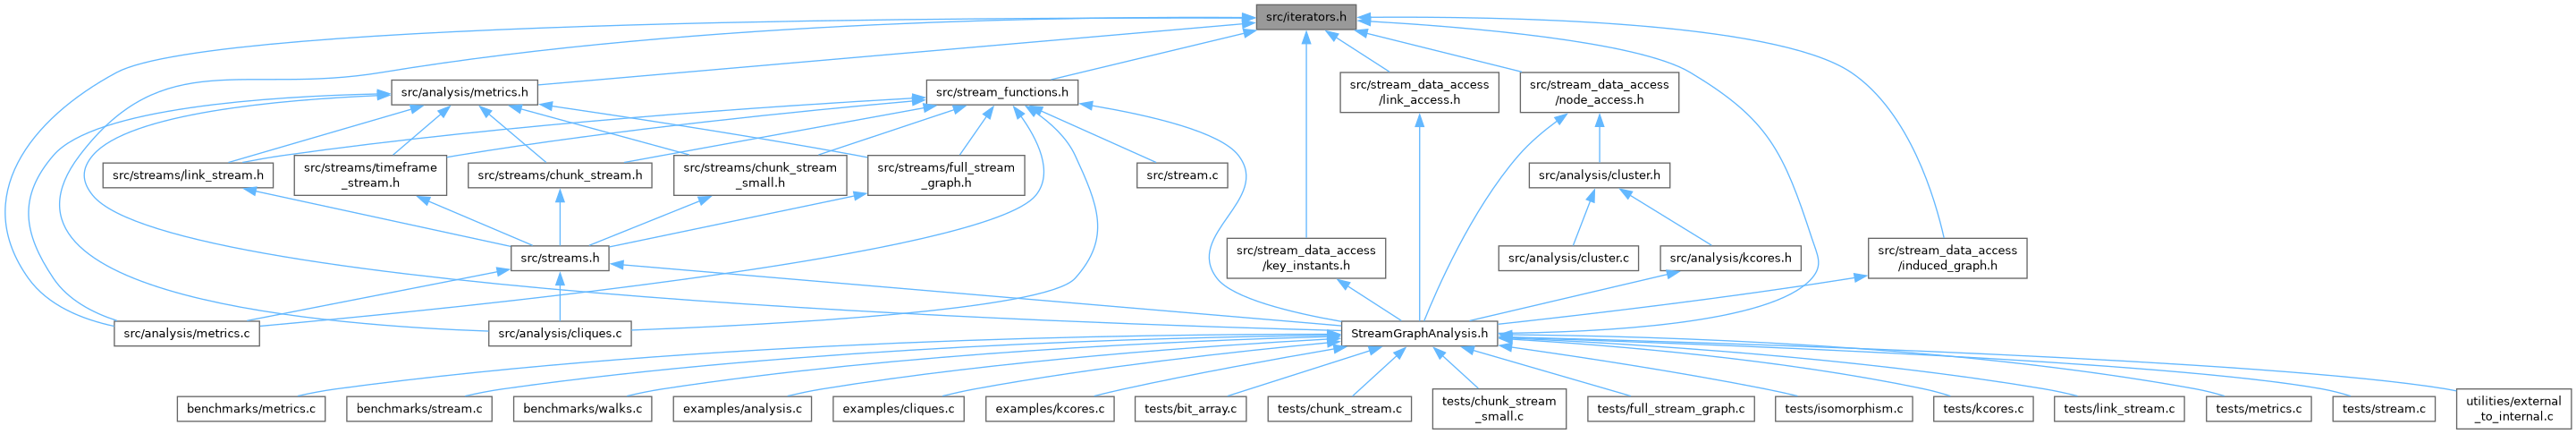 src/iterators.h
src/analysis/metrics.h
src/stream_functions.h
src/stream_data_access
/link_access.h
src/stream_data_access
/node_access.h
src/streams/link_stream.h
src/streams/timeframe
_stream.h
src/streams/chunk_stream.h
src/streams/chunk_stream
_small.h
src/streams/full_stream
_graph.h
src/stream.c
src/analysis/cluster.h
src/streams.h
src/stream_data_access
/key_instants.h
src/analysis/cluster.c
src/analysis/kcores.h
src/stream_data_access
/induced_graph.h
src/analysis/metrics.c
src/analysis/cliques.c
StreamGraphAnalysis.h
benchmarks/metrics.c
benchmarks/stream.c
benchmarks/walks.c
examples/analysis.c
examples/cliques.c
examples/kcores.c
tests/bit_array.c
tests/chunk_stream.c
tests/chunk_stream
_small.c
tests/full_stream_graph.c
tests/isomorphism.c
tests/kcores.c
tests/link_stream.c
tests/metrics.c
tests/stream.c
utilities/external
_to_internal.c